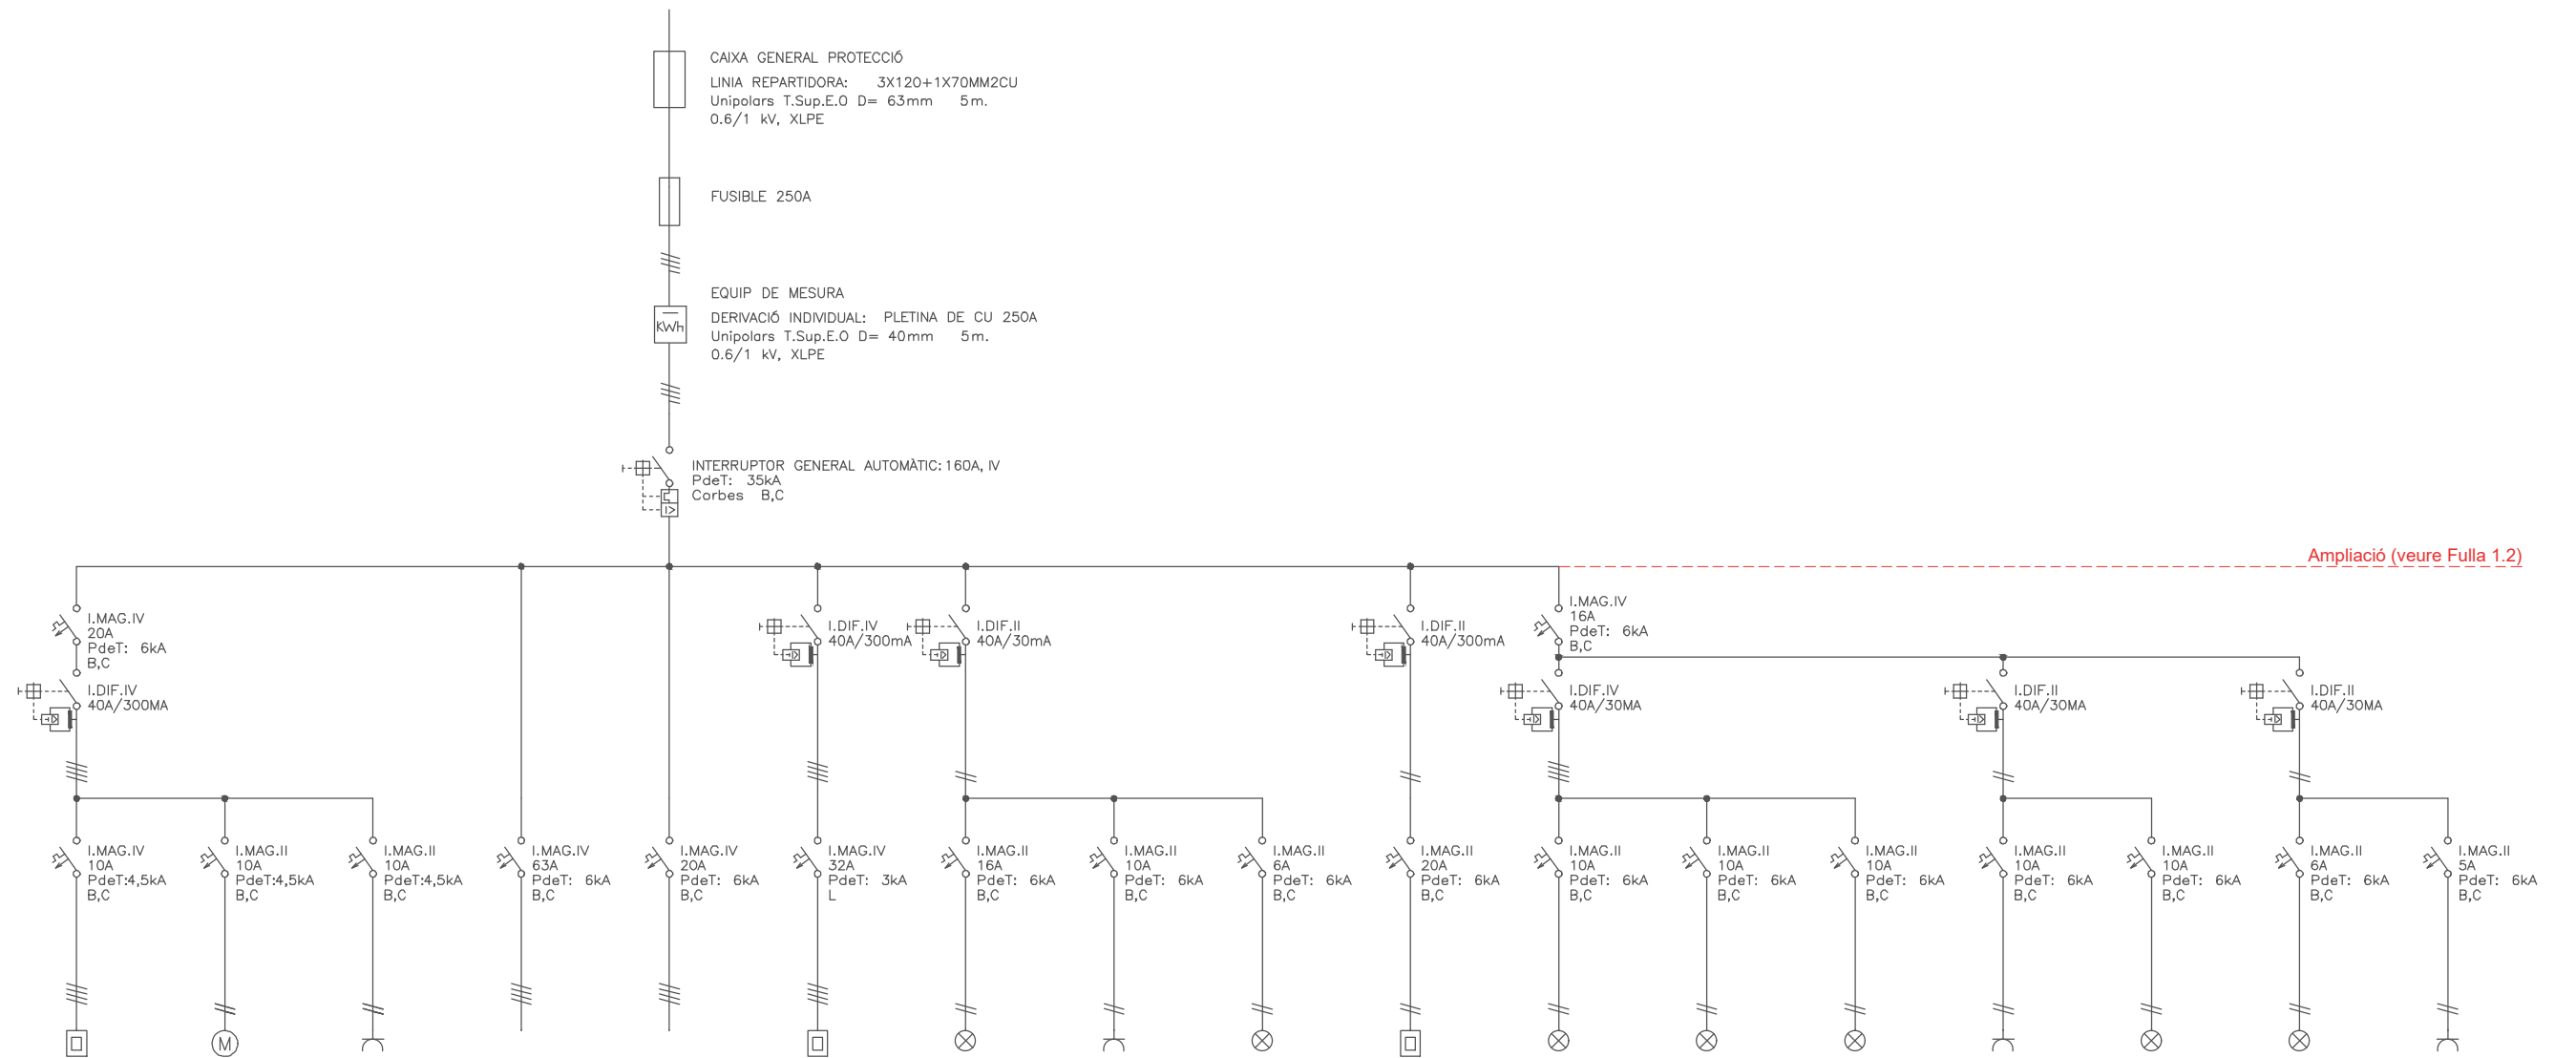 CAIXA GENERAL PROTECCIÓ
LINIA REPARTIDORA: 3X120+1X70MM2CU
Unipolars T.Sup.E.O D= 63mm 5m.
0.6/1 kV, XLPE
FUSIBLE 250A
EQUIP DE MESURA
DERIVACIÓ INDIVIDUAL: PLETINA DE CU 250A
Unipolars T.Sup.E.O D= 40mm 5m.
0.6/1 kV, XLPE
KWh
INTERRUPTOR GENERAL AUTOMÀTIC: 160A, IV
PdeT: 35kA
Corbes B,C
I>
Ampliació (veure Fulla 1.2)
I.MAG.IV
20A
PdeT: 6kA
B,C
I.DIF.IV
40A/300MA
I.DIF.IV
40A/300mA
I.DIF.II
40A/30mA
I.DIF.II
40A/300mA
I.MAG.IV
16A
PdeT: 6kA
B,C
I.DIF.IV
40A/30MA
I.DIF.II
40A/30MA
I.DIF.II
40A/30MA
I.MAG.IV
10A
PdeT:4,5kA
B,C
I.MAG.II
10A
PdeT:4,5kA
B,C
I.MAG.II
10A
PdeT:4,5kA
B,C
I.MAG.IV
63A
PdeT: 6kA
B,C
I.MAG.IV
20A
PdeT: 6kA
B,C
I.MAG.IV
32A
PdeT: 3kA
L
I.MAG.II
16A
PdeT: 6kA
B,C
I.MAG.II
10A
PdeT: 6kA
B,C
I.MAG.II
6A
PdeT: 6kA
B,C
I.MAG.II
20A
PdeT: 6kA
B,C
I.MAG.II
10A
PdeT: 6kA
B,C
I.MAG.II
10A
PdeT: 6kA
B,C
I.MAG.II
10A
PdeT: 6kA
B,C
I.MAG.II
10A
PdeT: 6kA
B,C
I.MAG.II
10A
PdeT: 6kA
B,C
I.MAG.II
6A
PdeT: 6kA
B,C
I.MAG.II
5A
PdeT: 6kA
B,C
M